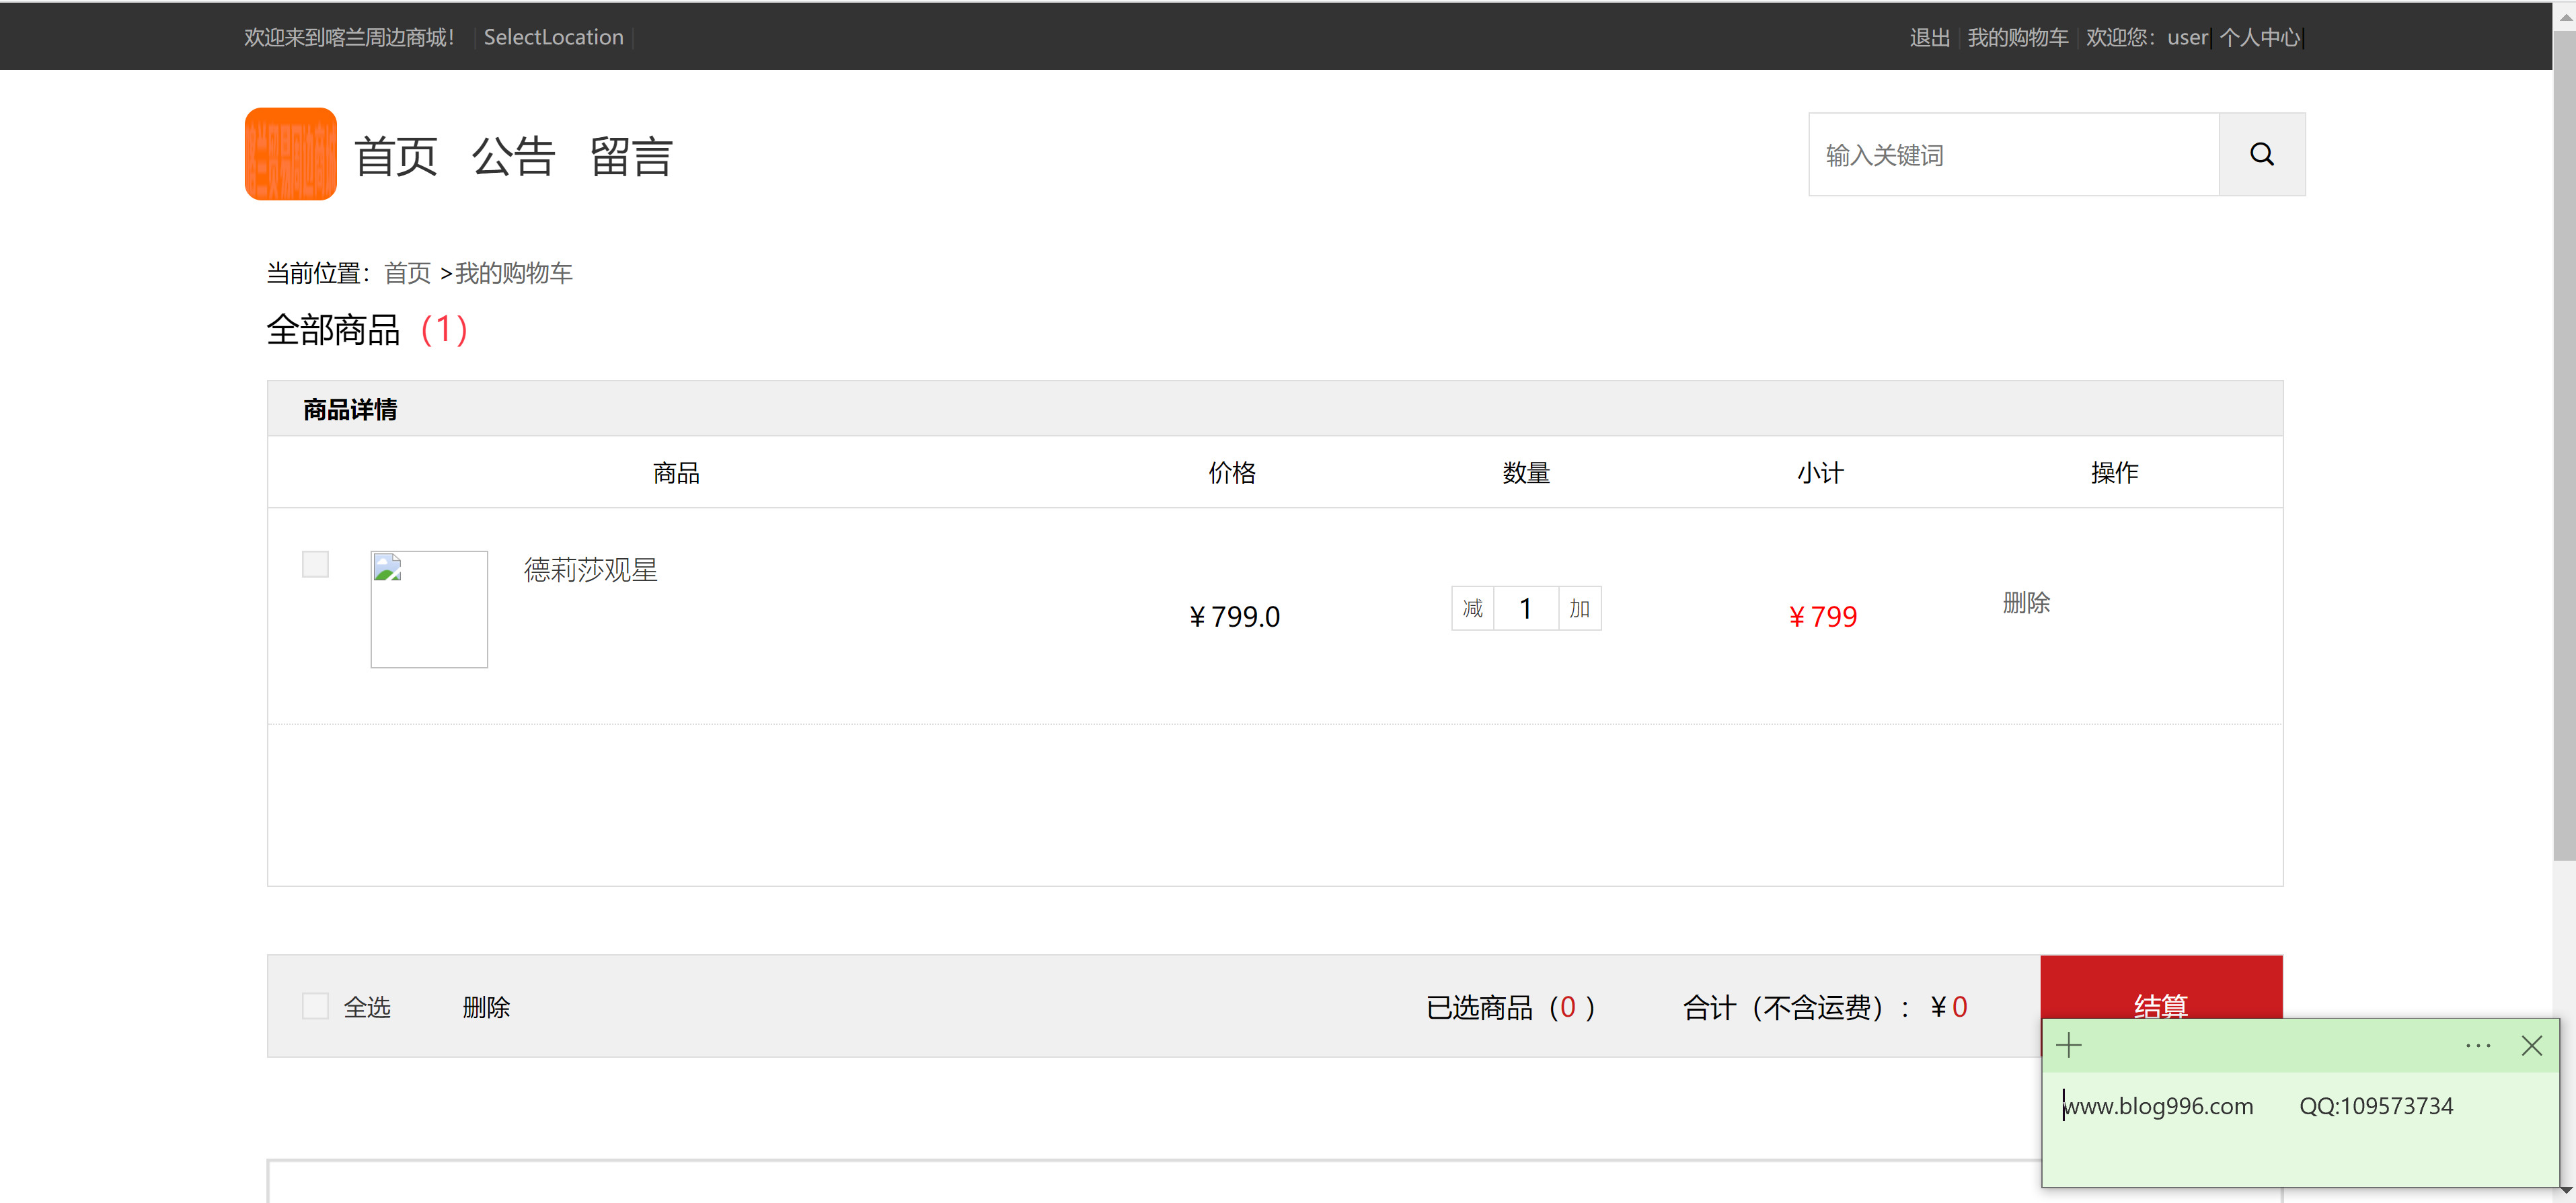 欢迎来到喀兰周边商城！ | SelectLocation |
退出 | 我的购物车 | 欢迎您：user| 个人中心|
首页 公告 留言
输入关键词
当前位置：首页 >我的购物车
全部商品（1）
商品详情
商品 价格 数量 小计 操作
德莉莎观星
￥799.0 减 1 加 ￥799 删除
全选 删除 已选商品（0 ） 合计（不含运费）：￥0 结算
www.blog996.com QQ:109573734